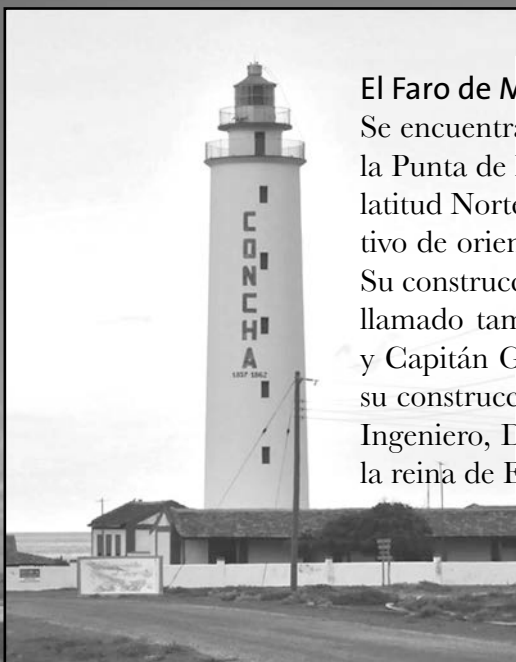 El Faro de M
Se encuentra
la Punta de
latitud Norte
tivo de orien
Su construcc
llamado tam
y Capitán G
su construcc
Ingeniero, D
la reina de E
CONCHA
1857 1862